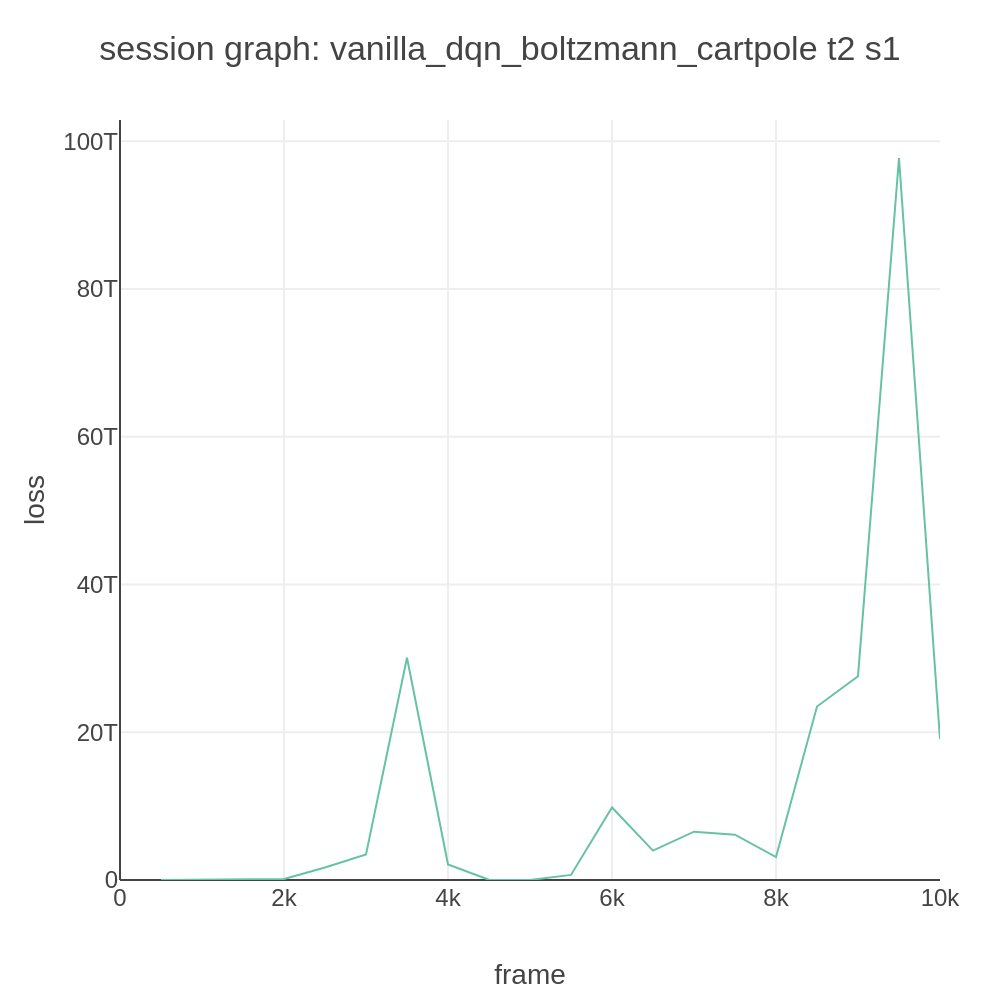 session graph: vanilla_dqn_boltzmann_cartpole t2 s1
100T
80T
60T
40T
20T
0
loss
0 2k 4k 6k 8k 10k
frame